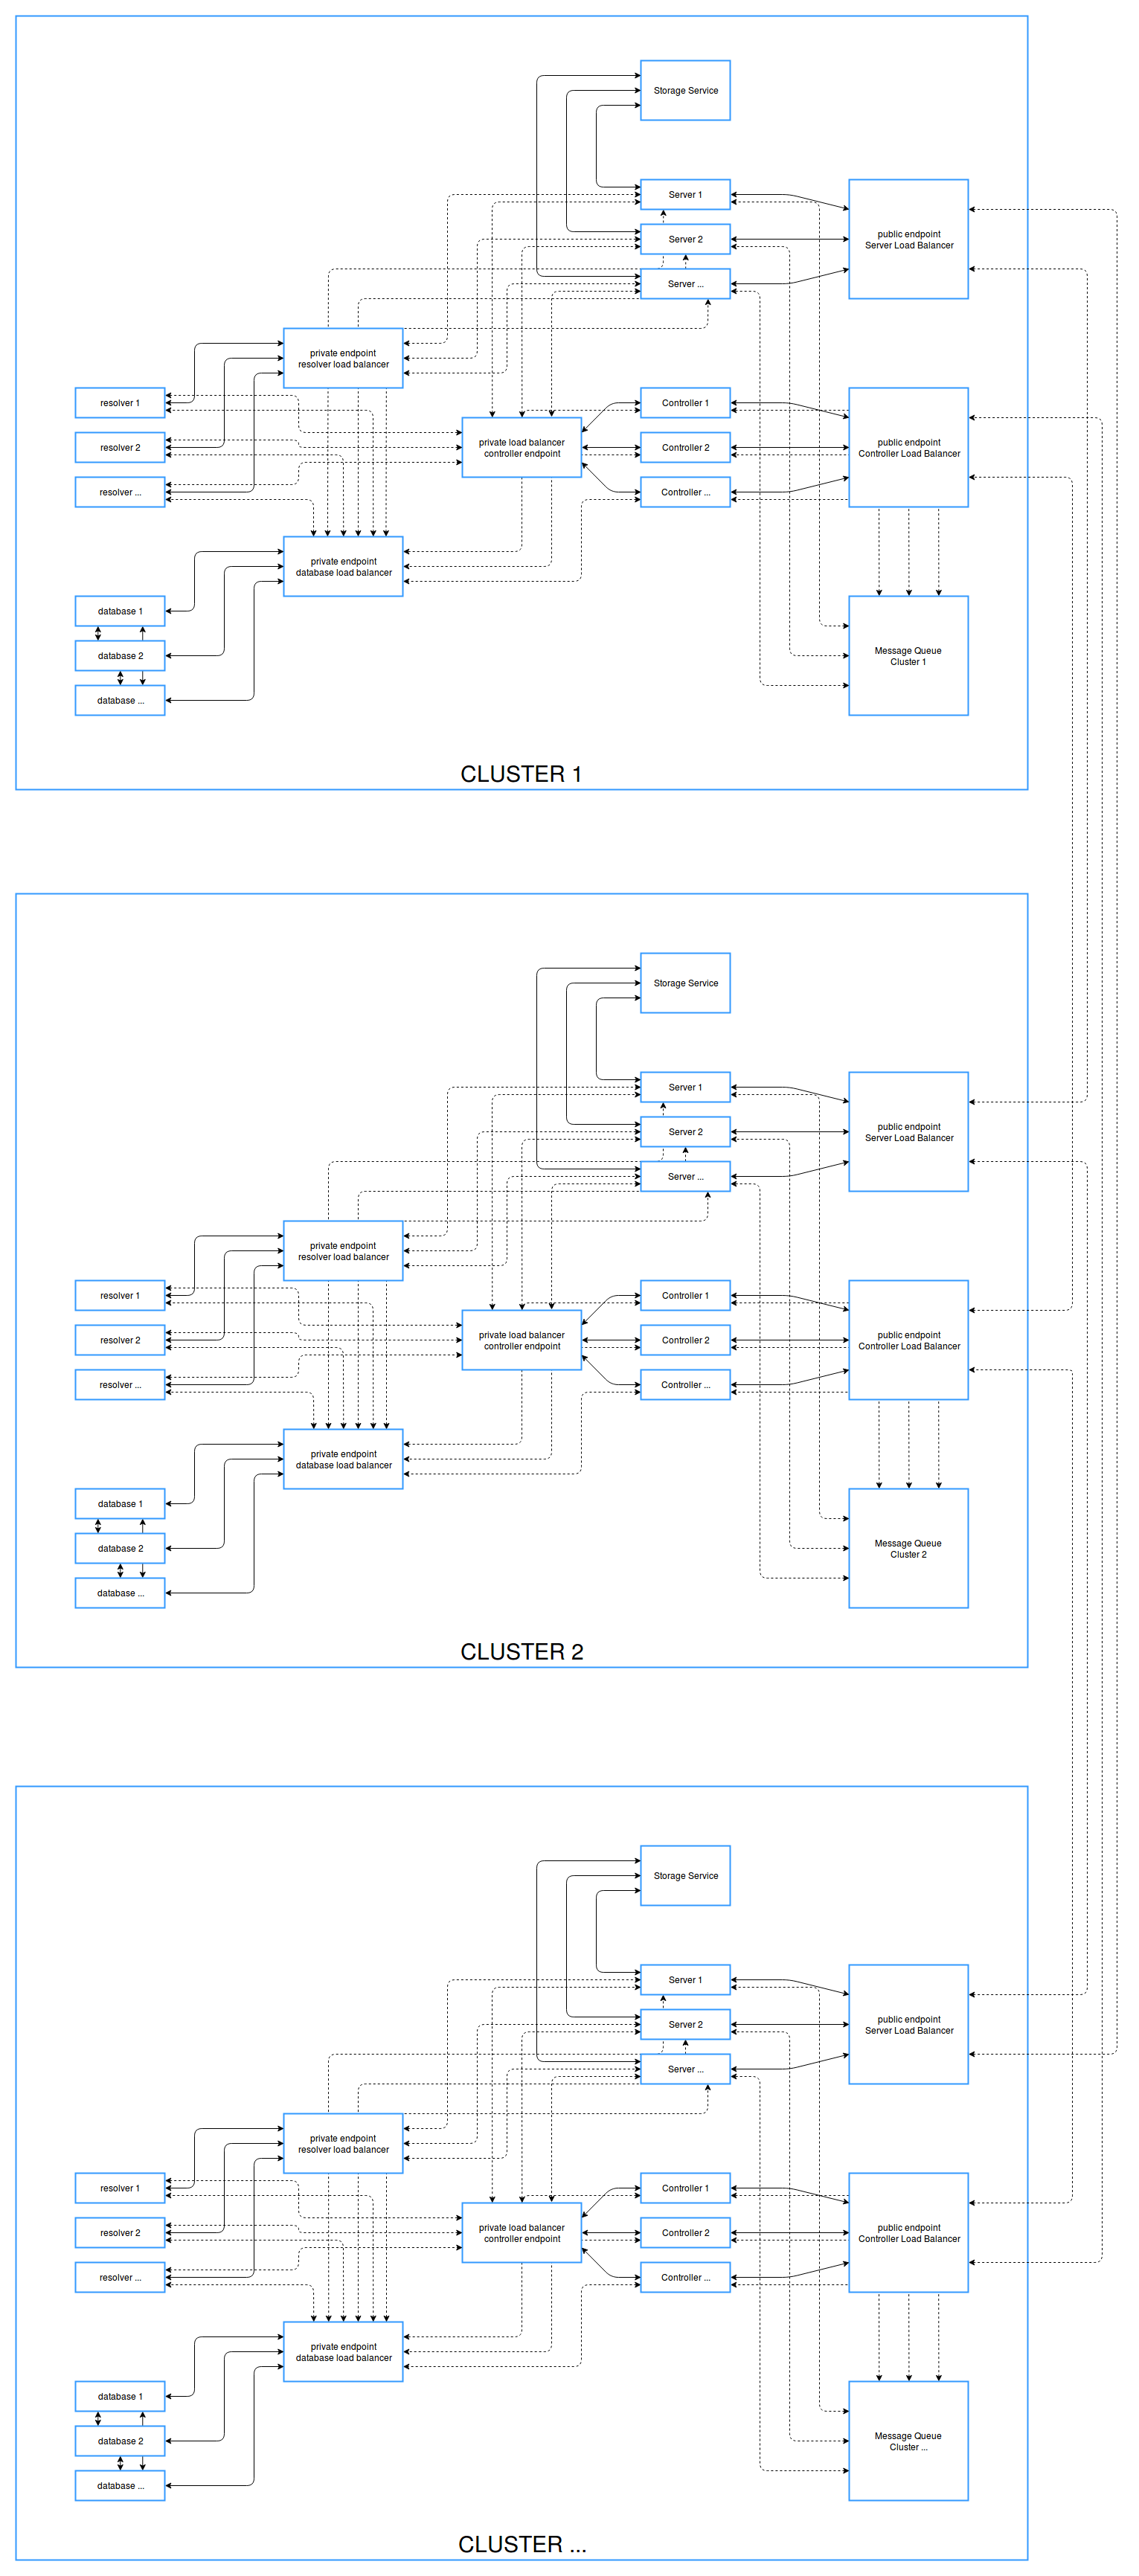 Storage Service
Server 1
Server 2
Server ...
public endpoint
Server Load Balancer
private endpoint
resolver load balancer
resolver 1
resolver 2
resolver ...
private load balancer
controller endpoint
Controller 1
Controller 2
Controller ...
public endpoint
Controller Load Balancer
private endpoint
database load balancer
database 1
database 2
database ...
Message Queue
Cluster 1
CLUSTER 1
Storage Service
Server 1
Server 2
Server ...
public endpoint
Server Load Balancer
private endpoint
resolver load balancer
resolver 1
resolver 2
resolver ...
private load balancer
controller endpoint
Controller 1
Controller 2
Controller ...
public endpoint
Controller Load Balancer
private endpoint
database load balancer
database 1
database 2
database ...
Message Queue
Cluster 2
CLUSTER 2
Storage Service
Server 1
Server 2
Server ...
public endpoint
Server Load Balancer
private endpoint
resolver load balancer
resolver 1
resolver 2
resolver ...
private load balancer
controller endpoint
Controller 1
Controller 2
Controller ...
public endpoint
Controller Load Balancer
private endpoint
database load balancer
database 1
database 2
database ...
Message Queue
Cluster ...
CLUSTER ...